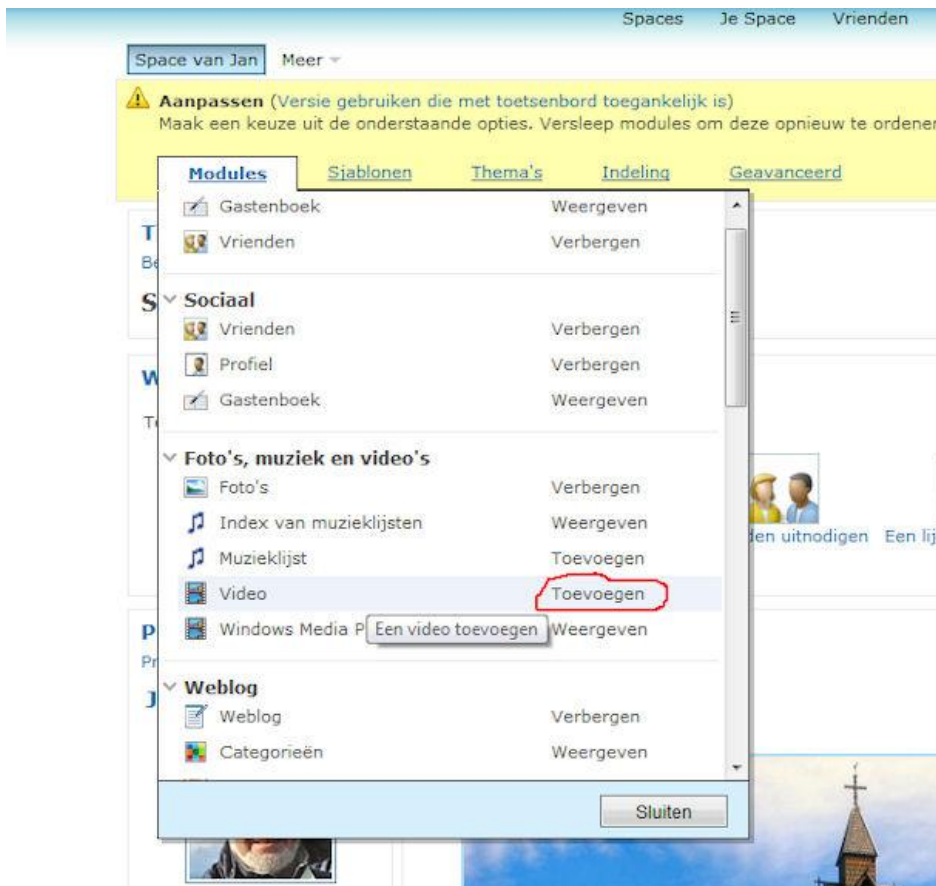 Spaces Je Space Vrienden
Space van Jan Meer
Aanpassen (Versie gebruiken die met toetsenbord toegankelijk is)
Maak een keuze uit de onderstaande opties. Versleep modules om deze opnieuw te ordenen
Modules Sjablonen Thema's Indeling Geavanceerd
Gastenboek Weergeven
Vrienden Verbergen
Sociaal
Vrienden Verbergen
Profiel Verbergen
Gastenboek Weergeven
Foto's, muziek en video's
Foto's Verbergen
Index van muzieklijsten Weergeven
den uitnodigen Een lij
Muzieklijst Toevoegen
Video Toevoegen
Windows Media P Een video toevoegen Weergeven
Weblog
Weblog Verbergen
Categorieën Weergeven
Sluiten